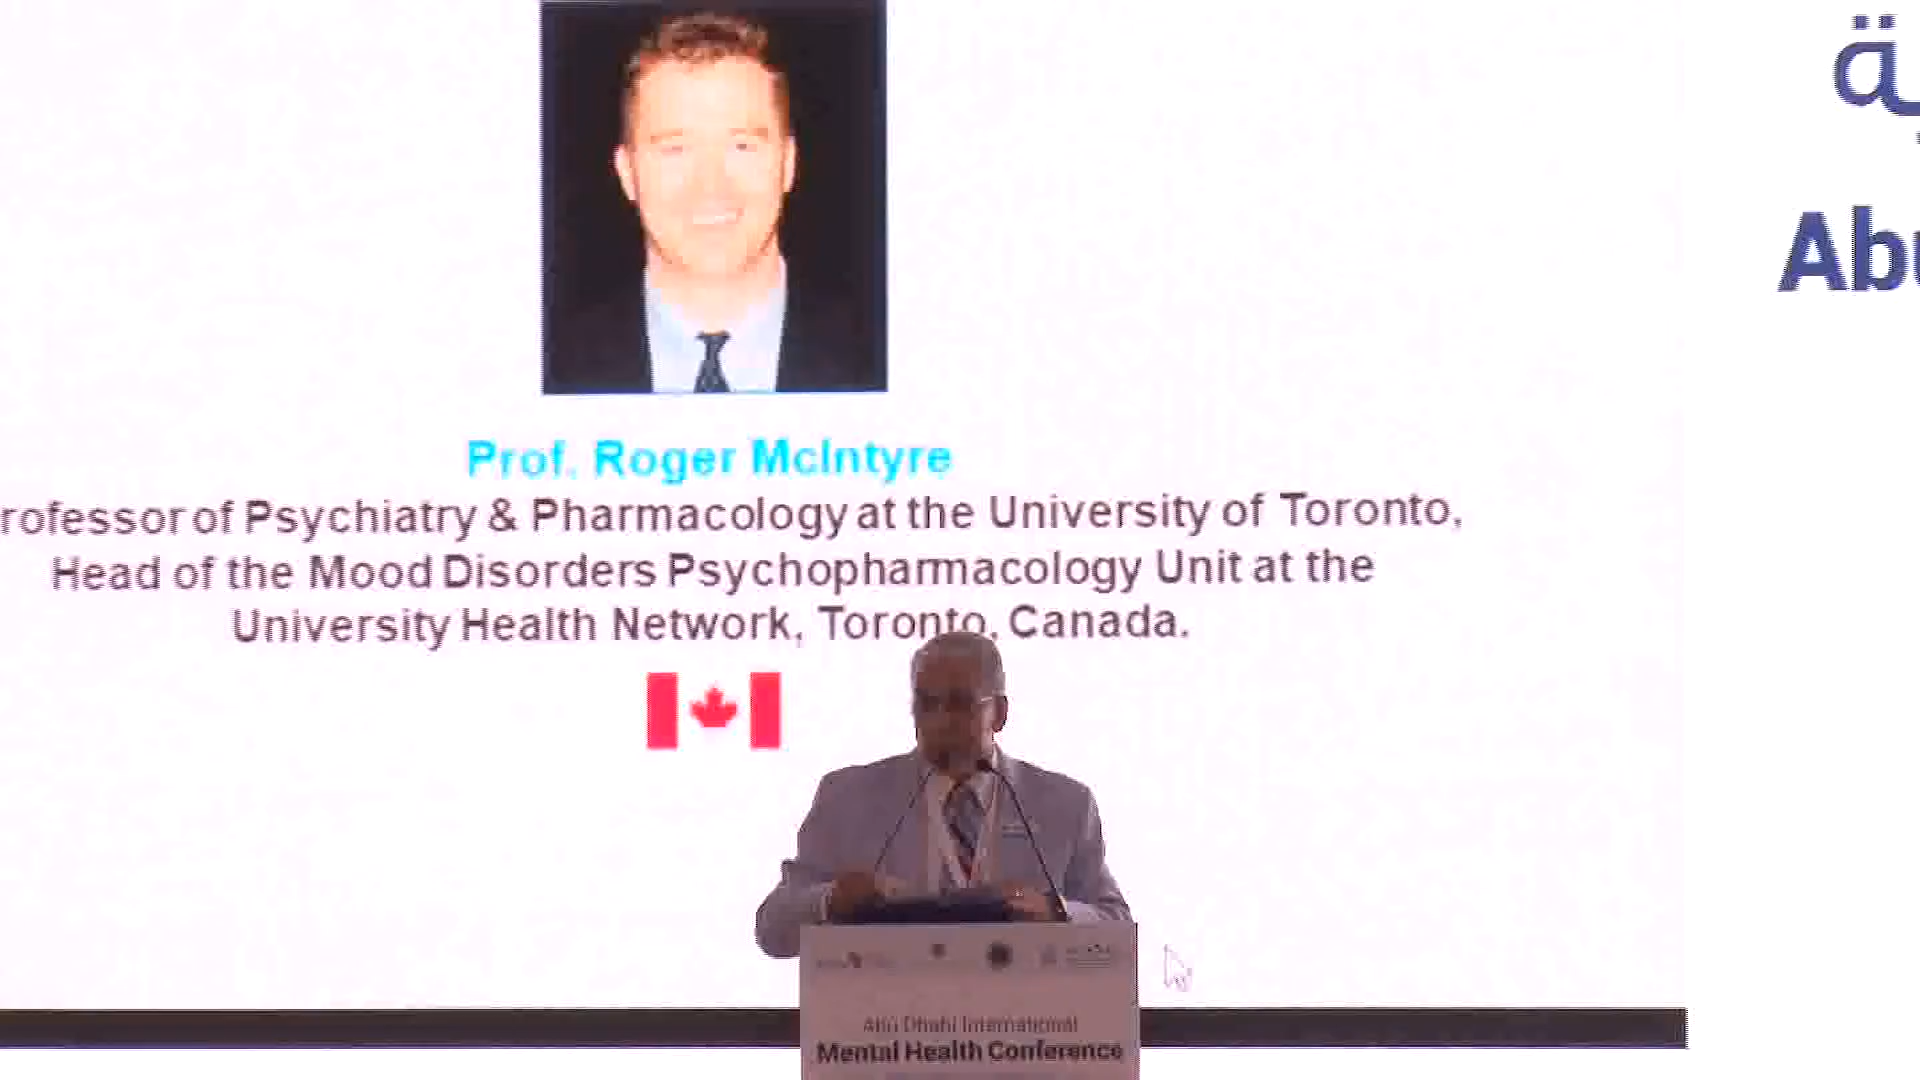 Prof. Roger McIntyre
rofessor of Psychiatry & Pharmacology at the University of Toronto,
Head of the Mood Disorders Psychopharmacology Unit at the
University Health Network, Toronto, Canada.
ية
Abu
Abu Dhabi International
Mental Health Conference